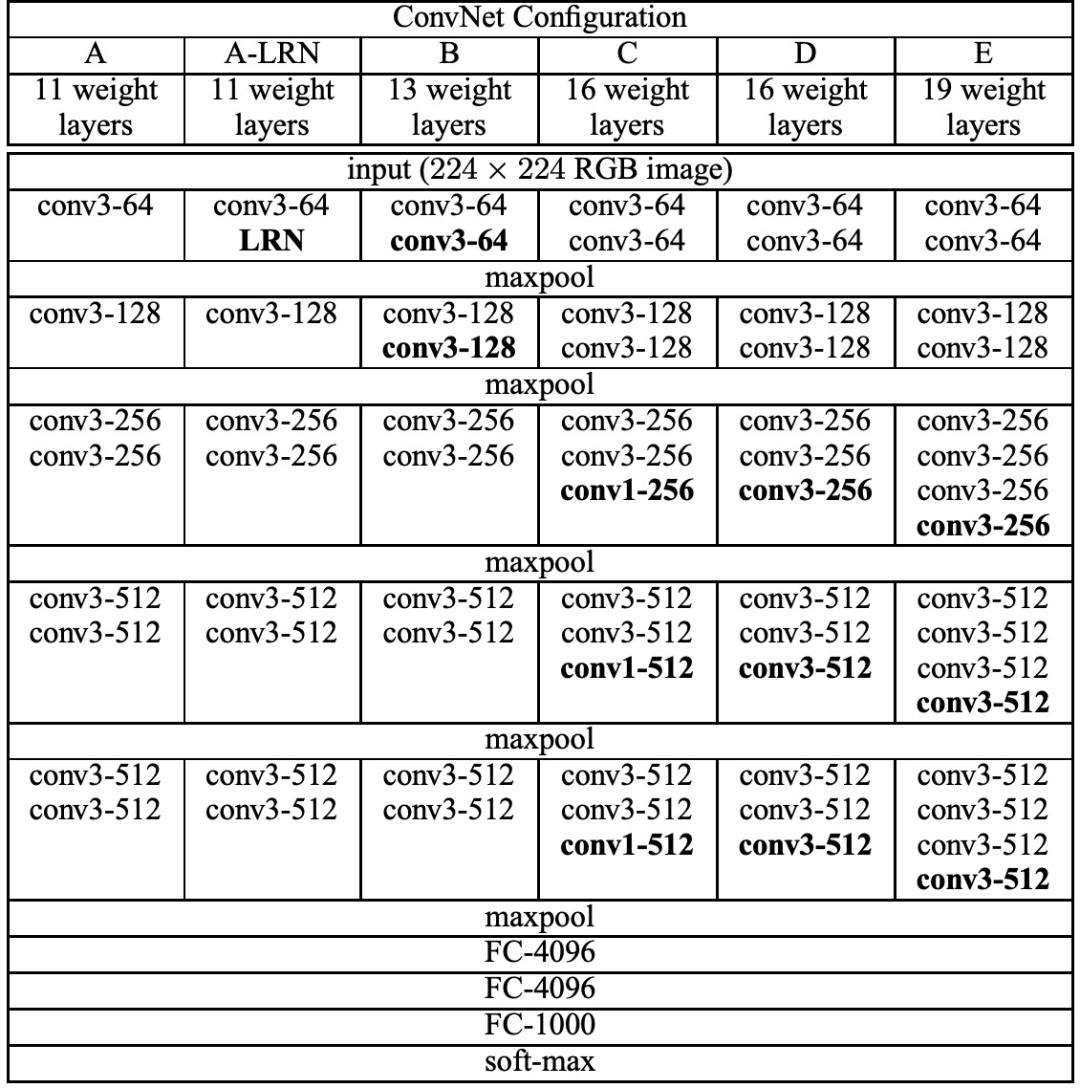 ConvNet Configuration
A A-LRN B C D E
11 weight 11 weight 13 weight 16 weight 16 weight 19 weight
layers layers layers layers layers layers
input (224 × 224 RGB image)
conv3-64 conv3-64 conv3-64 conv3-64 conv3-64 conv3-64
LRN conv3-64 conv3-64 conv3-64 conv3-64
maxpool
conv3-128 conv3-128 conv3-128 conv3-128 conv3-128 conv3-128
conv3-128 conv3-128 conv3-128 conv3-128
maxpool
conv3-256 conv3-256 conv3-256 conv3-256 conv3-256 conv3-256
conv3-256 conv3-256 conv3-256 conv3-256 conv3-256 conv3-256
conv1-256 conv3-256 conv3-256
conv3-256
maxpool
conv3-512 conv3-512 conv3-512 conv3-512 conv3-512 conv3-512
conv3-512 conv3-512 conv3-512 conv3-512 conv3-512 conv3-512
conv1-512 conv3-512 conv3-512
conv3-512
maxpool
conv3-512 conv3-512 conv3-512 conv3-512 conv3-512 conv3-512
conv3-512 conv3-512 conv3-512 conv3-512 conv3-512 conv3-512
conv1-512 conv3-512 conv3-512
conv3-512
maxpool
FC-4096
FC-4096
FC-1000
soft-max